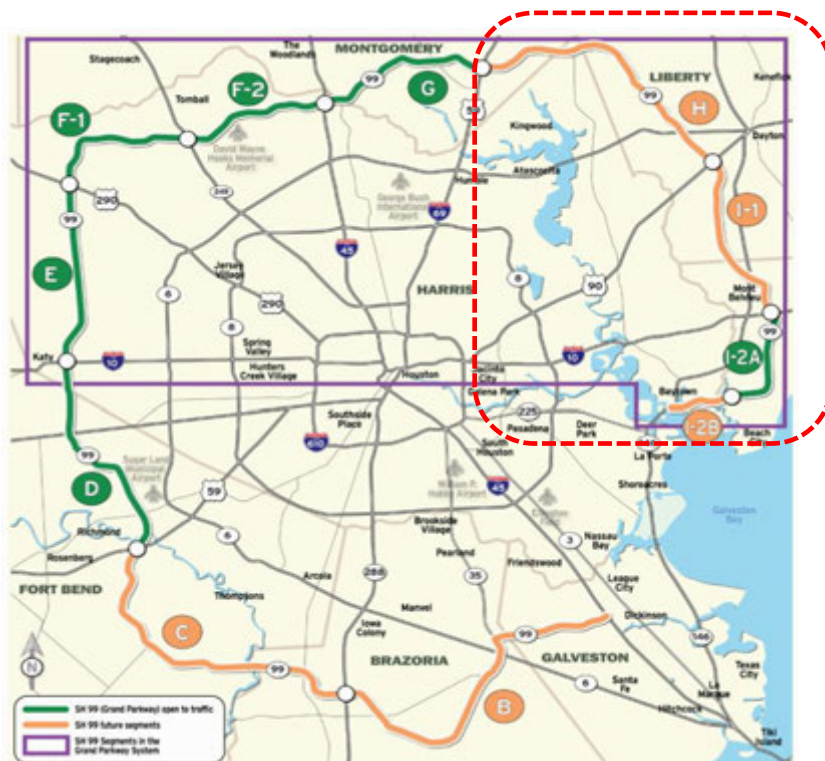 The
Woodlands
MONTGOMERY
Stagecoach
LIBERTY
Kenefick
F-2
99
G
99
H
Tomball
59
F-1
David Wayne
Hooks Memorial
Airport
Kingwood
Dayton
Atascocita
Humble
290
249
George Bush
International
Airport
69
I-1
99
45
E
Jersey
Village
HARRIS
8
90
Mont
Belvieu
6
290
99
8
Spring
Valley
I-2A
Katy
10
Hunters
Creek Village
Houston
Jacinto
City
10
Galena Park
Baytown
Southside
Place
225
Pasadena
Deer
Park
I-2B
Beach
City
610
South
Houston
La Porte
99
Sugar Land
Municipal
Airport
59
William P.
Hobby Airport
45
Shoreacres
D
Ellington
Field
Galveston
Bay
Richmond
6
Brookside
Village
3
Nassau
Bay
Rosenberg
Pearland
Friendswood
288
35
League
City
FORT BEND
Thompsons
Arcola
Manvel
Dickinson
C
Iowa
Colony
99
146
99
BRAZORIA
GALVESTON
Texas
City
N
6
Santa
Fe
La
Marque
B
Hitchcock
Tiki
Island
SH 99 (Grand Parkway) open to traffic
SH 99 future segments
SH 99 Segments in the
Grand Parkway System